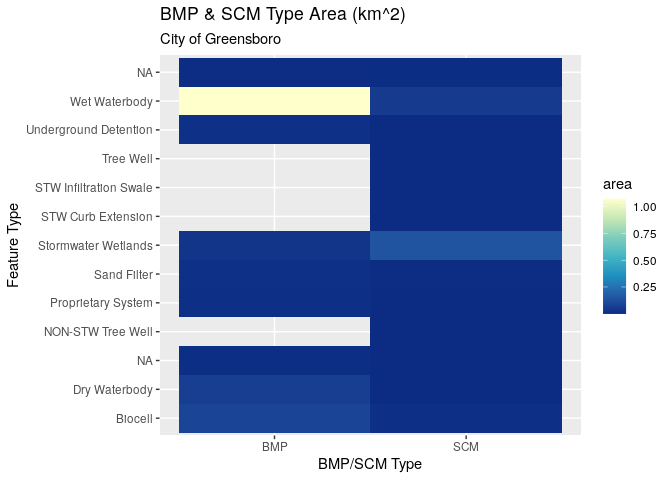 BMP & SCM Type Area (km^2)
City of Greensboro
Feature Type
NA
Wet Waterbody
Underground Detention
Tree Well
STW Infiltration Swale
STW Curb Extension
Stormwater Wetlands
Sand Filter
Proprietary System
NON-STW Tree Well
NA
Dry Waterbody
Biocell
BMP
SCM
BMP/SCM Type
area
1.00
0.75
0.50
0.25